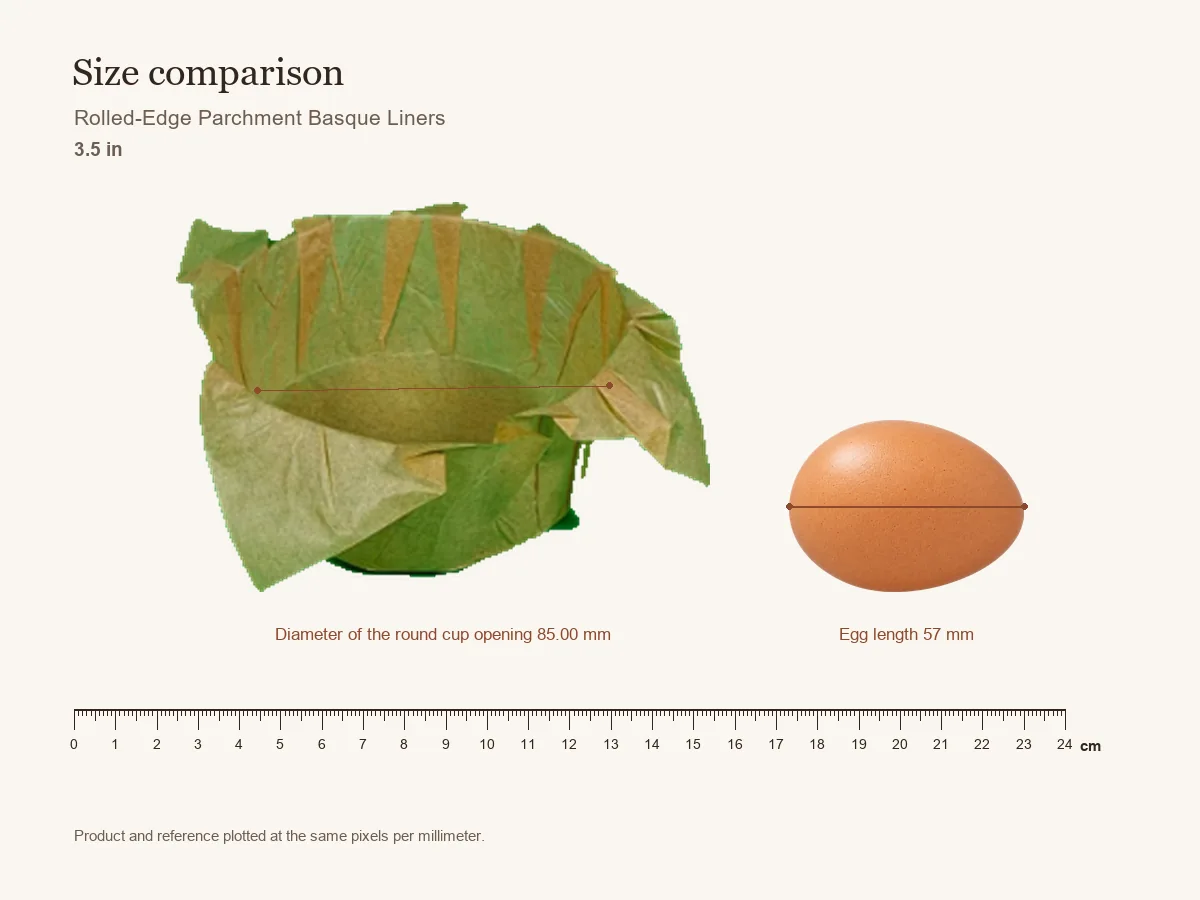 Size comparison
Rolled-Edge Parchment Basque Liners
3.5 in
Diameter of the round cup opening 85.00 mm
Egg length 57 mm
0 1 2 3 4 5 6 7 8 9 10 11 12 13 14 15 16 17 18 19 20 21 22 23 24 cm
Product and reference plotted at the same pixels per millimeter.